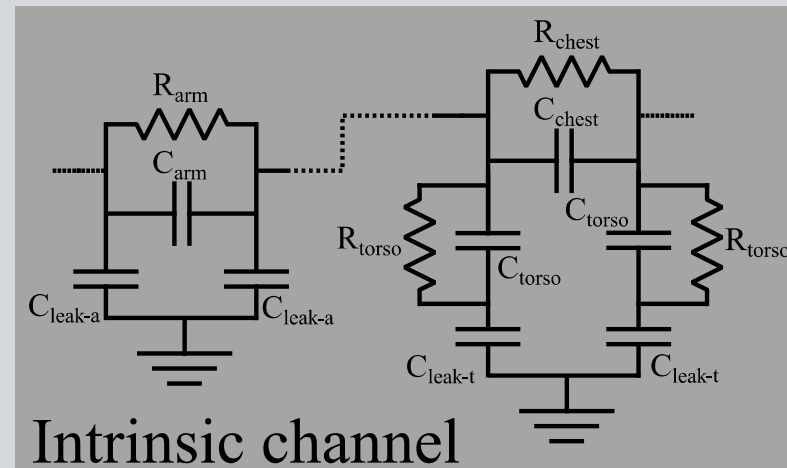 R_chest
R_arm
C_chest
C_arm
C_torso
R_torso
R_torso
C_torso
C_leak-a
C_leak-a
C_leak-t
C_leak-t
Intrinsic channel